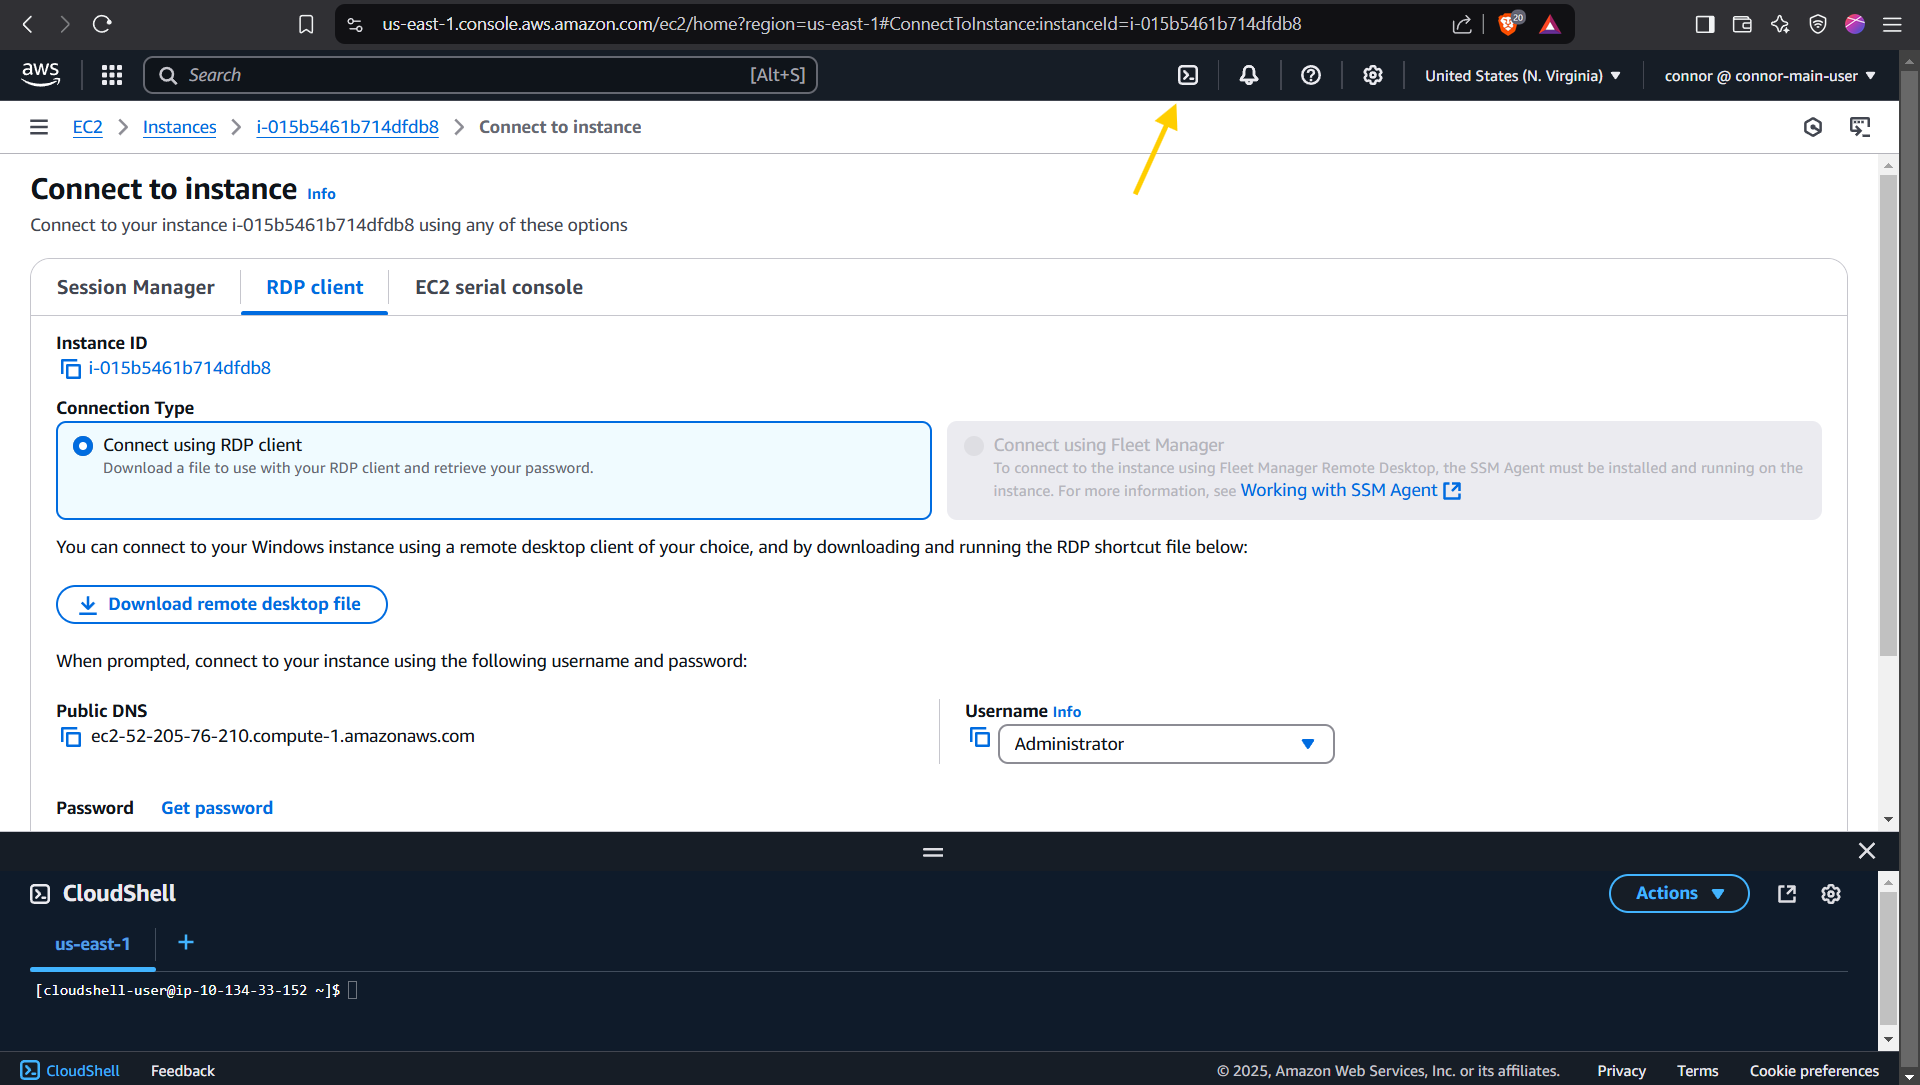 us-east-1.console.aws.amazon.com/ec2/home?region=us-east-1#ConnectToInstance:instanceId=i-015b5461b714dfdb8
20
aws
Search
[Alt+S]
United States (N. Virginia)
connor @ connor-main-user
EC2
Instances
i-015b5461b714dfdb8
Connect to instance
Connect to instance Info
Connect to your instance i-015b5461b714dfdb8 using any of these options
Session Manager
RDP client
EC2 serial console
Instance ID
i-015b5461b714dfdb8
Connection Type
Connect using RDP client
Download a file to use with your RDP client and retrieve your password.
Connect using Fleet Manager
To connect to the instance using Fleet Manager Remote Desktop, the SSM Agent must be installed and running on the
instance. For more information, see Working with SSM Agent
You can connect to your Windows instance using a remote desktop client of your choice, and by downloading and running the RDP shortcut file below:
Download remote desktop file
When prompted, connect to your instance using the following username and password:
Public DNS
ec2-52-205-76-210.compute-1.amazonaws.com
Username Info
Administrator
Password Get password
CloudShell
Actions
us-east-1
[cloudshell-user@ip-10-134-33-152 ~]$
CloudShell
Feedback
© 2025, Amazon Web Services, Inc. or its affiliates.
Privacy
Terms
Cookie preferences